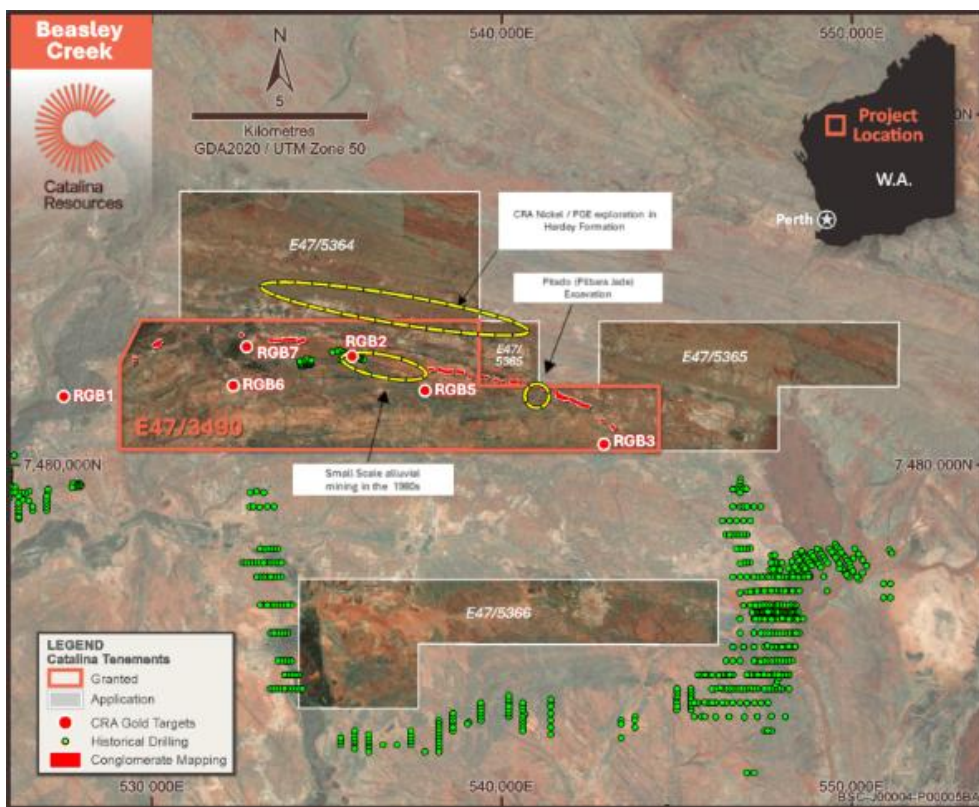 Beasley
Creek
Catalina
Resources
N
5
Kilometres
GDA2020 / UTM Zone 50
540,000E
550,000E
Project
Location
W.A.
Perth
CRA Nickel / PGE exploration in
Hardey Formation
E47/5364
Pilado (Pilbara Jade)
Excavation
RGB2
RGB7
E47/
5365
E47/5365
RGB6
RGB5
RGB1
E47/3490
RGB3
7,480,000N
7,480,000N
Small Scale alluvial
mining in the 1980s
E47/5366
LEGEND
Catalina Tenements
Granted
Application
CRA Gold Targets
Historical Drilling
Conglomerate Mapping
530,000E
540,000E
550,000E